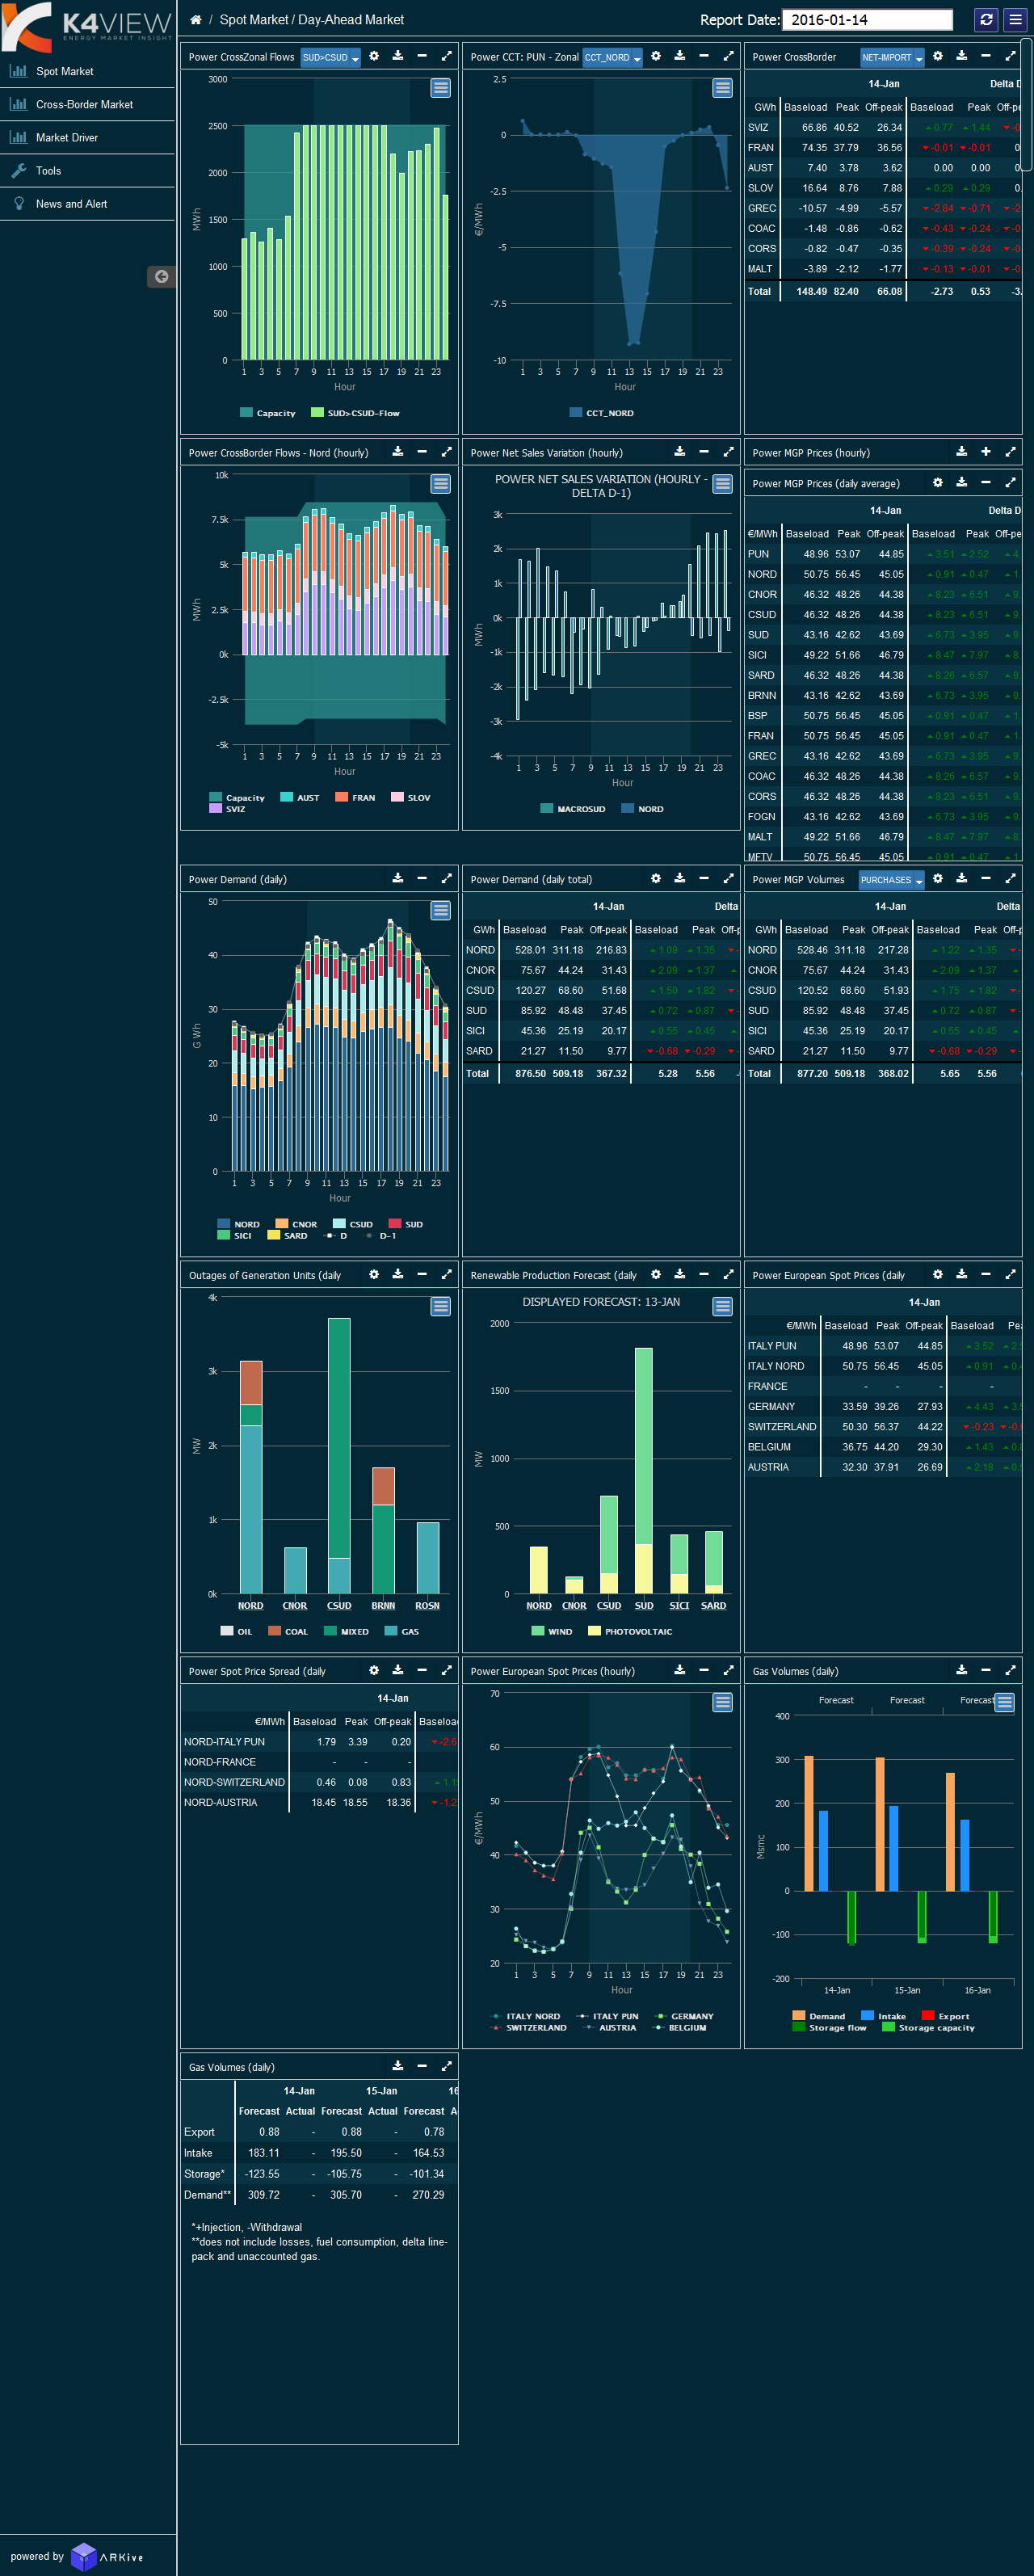 K4VIEW
ENERGY MARKET INSIGHT
/ Spot Market / Day-Ahead Market
Report Date: 2016-01-14
Spot Market
Cross-Border Market
Market Driver
Tools
News and Alert
Power CrossZonal Flows SUD>CSUD
3000
2500
2000
1500
1000
500
0
MWh
1 3 5 7 9 11 13 15 17 19 21 23
Hour
Capacity SUD>CSUD-Flow
Power CCT: PUN - Zonal CCT_NORD
2.5
0
-2.5
-5
-7.5
-10
€/MWh
1 3 5 7 9 11 13 15 17 19 21 23
Hour
CCT_NORD
Power CrossBorder NET-IMPORT
14-Jan Delta D
GWh Baseload Peak Off-peak Baseload Peak Off-p
SVIZ 66.86 40.52 26.34 0.77 1.44
FRAN 74.35 37.79 36.56 -0.01 -0.01
AUST 7.40 3.78 3.62 0.00 0.00
SLOV 16.64 8.76 7.88 0.29 0.29
GREC -10.57 -4.99 -5.57 -2.84 -0.71
COAC -1.48 -0.86 -0.62 -0.43 -0.24
CORS -0.82 -0.47 -0.35 -0.39 -0.24
MALT -3.89 -2.12 -1.77 -0.13 -0.01
Total 148.49 82.40 66.08 -2.73 0.53 -3.
Power CrossBorder Flows - Nord (hourly)
10k
7.5k
5k
2.5k
0k
-2.5k
-5k
MWh
1 3 5 7 9 11 13 15 17 19 21 23
Hour
Capacity AUST FRAN SLOV
SVIZ
Power Net Sales Variation (hourly)
POWER NET SALES VARIATION (HOURLY -
DELTA D-1)
3k
2k
1k
0k
-1k
-2k
-3k
-4k
MWh
1 3 5 7 9 11 13 15 17 19 21 23
Hour
MACROSUD NORD
Power MGP Prices (hourly)
Power MGP Prices (daily average)
14-Jan Delta D
€/MWh Baseload Peak Off-peak Baseload Peak Off-pe
PUN 48.96 53.07 44.85 3.51 2.52 4.
NORD 50.75 56.45 45.05 0.91 0.47 1.
CNOR 46.32 48.26 44.38 8.23 6.51 9.
CSUD 46.32 48.26 44.38 8.23 6.51 9.
SUD 43.16 42.62 43.69 6.73 3.95 9.
SICI 49.22 51.66 46.79 8.47 7.97 8.
SARD 46.32 48.26 44.38 8.26 6.57 9.
BRNN 43.16 42.62 43.69 6.73 3.95 9.
BSP 50.75 56.45 45.05 0.91 0.47 1.
FRAN 50.75 56.45 45.05 0.91 0.47 1.
GREC 43.16 42.62 43.69 6.73 3.95 9.
COAC 46.32 48.26 44.38 8.26 6.57 9.
CORS 46.32 48.26 44.38 8.23 6.51 9.
FOGN 43.16 42.62 43.69 6.73 3.95 9.
MALT 49.22 51.66 46.79 8.47 7.97 8.
MFTV 50.75 56.45 45.05 0.91 0.47 1.
Power Demand (daily)
50
40
30
20
10
0
G Wh
1 3 5 7 9 11 13 15 17 19 21 23
Hour
NORD CNOR CSUD SUD
SICI SARD D D-1
Power Demand (daily total)
14-Jan Delta
GWh Baseload Peak Off-peak Baseload Peak Off-p
NORD 528.01 311.18 216.83 1.09 1.35
CNOR 75.67 44.24 31.43 2.09 1.37
CSUD 120.27 68.60 51.68 1.50 1.82
SUD 85.92 48.48 37.45 0.72 0.87
SICI 45.36 25.19 20.17 0.55 0.45
SARD 21.27 11.50 9.77 -0.68 -0.29
Total 876.50 509.18 367.32 5.28 5.56
Power MGP Volumes PURCHASES
14-Jan Delta
GWh Baseload Peak Off-peak Baseload Peak Off-p
NORD 528.46 311.18 217.28 1.22 1.35
CNOR 75.67 44.24 31.43 2.09 1.37
CSUD 120.52 68.60 51.93 1.75 1.82
SUD 85.92 48.48 37.45 0.72 0.87
SICI 45.36 25.19 20.17 0.55 0.45
SARD 21.27 11.50 9.77 -0.68 -0.29
Total 877.20 509.18 368.02 5.65 5.56
Outages of Generation Units (daily
4k
3k
2k
1k
0k
MW
NORD CNOR CSUD BRNN ROSN
OIL COAL MIXED GAS
Renewable Production Forecast (daily
DISPLAYED FORECAST: 13-JAN
2000
1500
1000
500
0
MW
NORD CNOR CSUD SUD SICI SARD
WIND PHOTOVOLTAIC
Power European Spot Prices (daily
14-Jan
€/MWh Baseload Peak Off-peak Baseload Pea
ITALY PUN 48.96 53.07 44.85 3.52
ITALY NORD 50.75 56.45 45.05 0.91
FRANCE - - - -
GERMANY 33.59 39.26 27.93 4.43
SWITZERLAND 50.30 56.37 44.22 -0.23
BELGIUM 36.75 44.20 29.30 1.43
AUSTRIA 32.30 37.91 26.69 2.18
Power Spot Price Spread (daily
14-Jan
€/MWh Baseload Peak Off-peak Baseloa
NORD-ITALY PUN 1.79 3.39 0.20 -2.6
NORD-FRANCE - - -
NORD-SWITZERLAND 0.46 0.08 0.83 1.1
NORD-AUSTRIA 18.45 18.55 18.36 -1.2
Power European Spot Prices (hourly)
70
60
50
40
30
20
€/MWh
1 3 5 7 9 11 13 15 17 19 21 23
Hour
ITALY NORD ITALY PUN GERMANY
SWITZERLAND AUSTRIA BELGIUM
Gas Volumes (daily)
Forecast Forecast Forecast
400
300
200
100
0
-100
-200
Msmc
14-Jan 15-Jan 16-Jan
Demand Intake Export
Storage flow Storage capacity
Gas Volumes (daily)
14-Jan 15-Jan 16
Forecast Actual Forecast Actual Forecast A
Export 0.88 - 0.88 - 0.78
Intake 183.11 - 195.50 - 164.53
Storage* -123.55 - -105.75 - -101.34
Demand** 309.72 - 305.70 - 270.29
*+Injection, -Withdrawal
**does not include losses, fuel consumption, delta line-
pack and unaccounted gas.
powered by ARKive